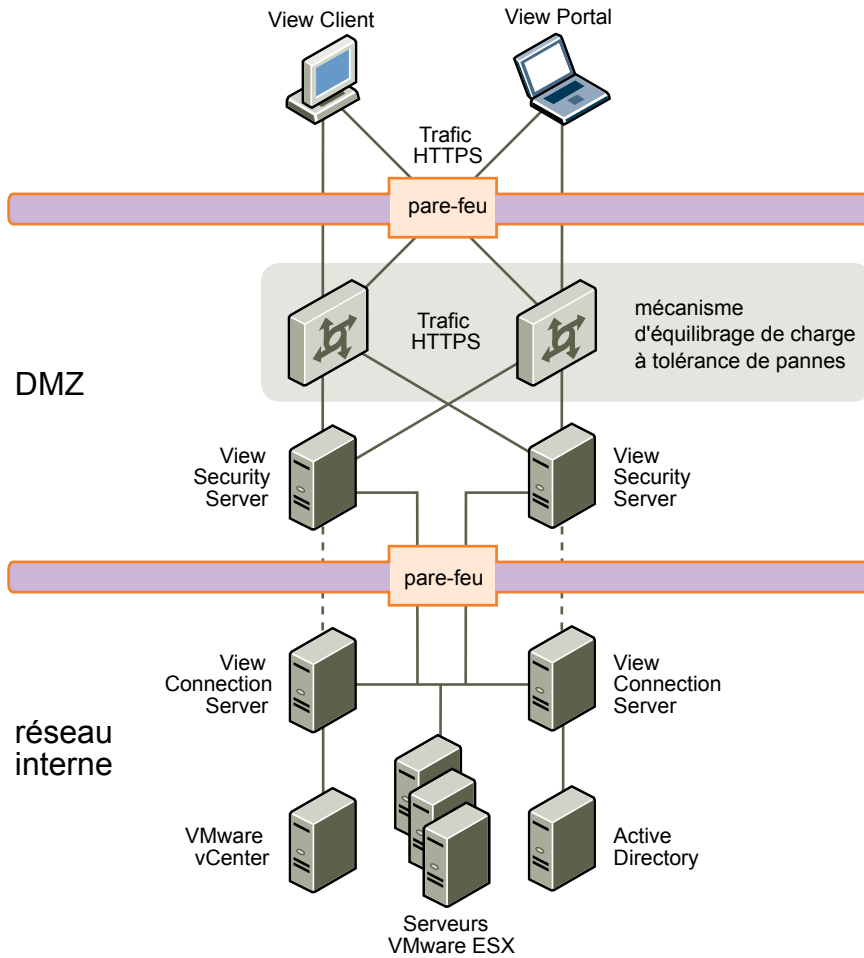 View Client
View Portal
Trafic
HTTPS
pare-feu
Trafic
HTTPS
mécanisme
d'équilibrage de charge
à tolérance de pannes
DMZ
View
Security
Server
View
Security
Server
pare-feu
View
Connection
Server
View
Connection
Server
réseau
interne
VMware
vCenter
Active
Directory
Serveurs
VMware ESX